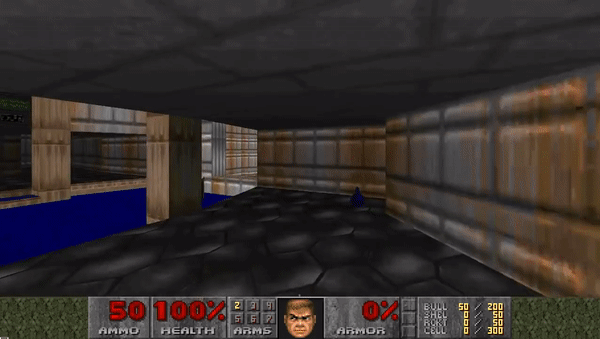 50
AMMO
100%
HEALTH
2 3 4
5 6 7
ARMS
0%
ARMOR
BULL 50 / 200
SHEL 0 / 50
RCKT 0 / 50
CELL 0 / 300